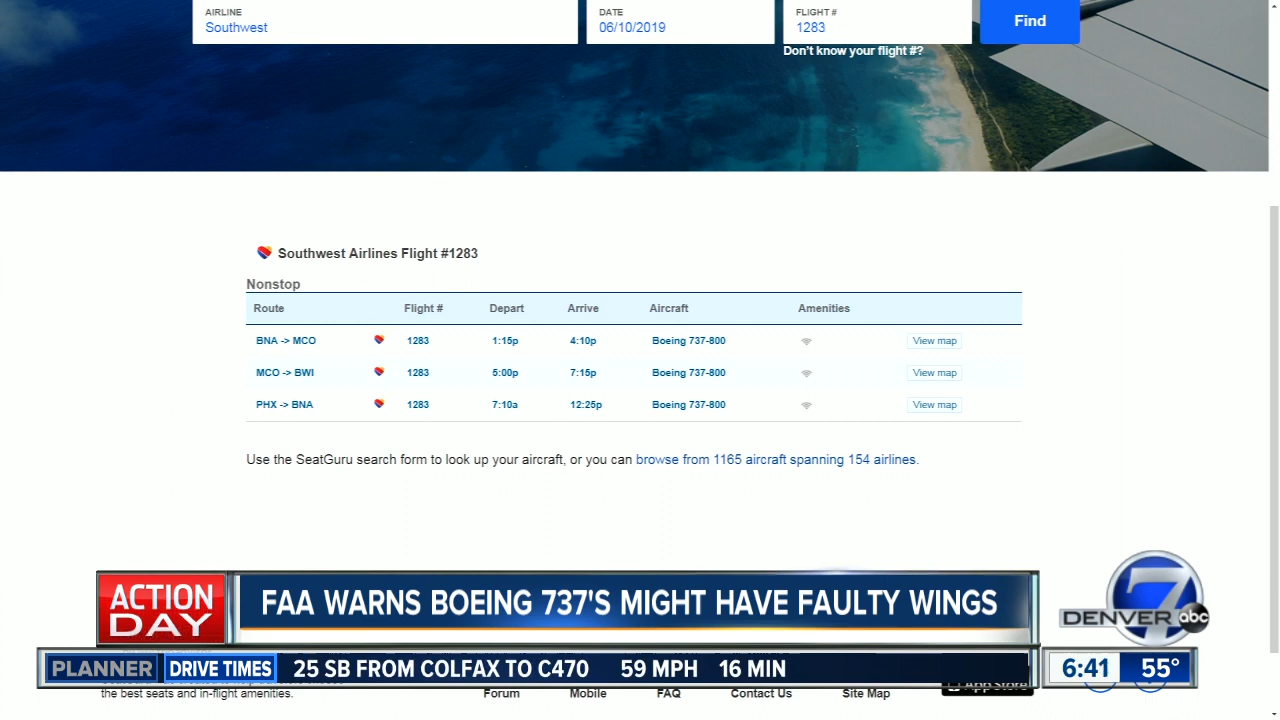 AIRLINE DATE FLIGHT #
Southwest 06/10/2019 1283 Find
Don't know your flight #?
Southwest Airlines Flight #1283
Nonstop
Route Flight # Depart Arrive Aircraft Amenities
BNA -> MCO 1283 1:15p 4:10p Boeing 737-800 View map
MCO -> BWI 1283 5:00p 7:15p Boeing 737-800 View map
PHX -> BNA 1283 7:10a 12:25p Boeing 737-800 View map
Use the SeatGuru search form to look up your aircraft, or you can browse from 1165 aircraft spanning 154 airlines.
ACTION DAY
FAA WARNS BOEING 737'S MIGHT HAVE FAULTY WINGS
7
DENVER abc
PLANNER DRIVE TIMES 25 SB FROM COLFAX TO C470 59 MPH 16 MIN 6:41 55°
the best seats and in-flight amenities. Forum Mobile FAQ Contact Us Site Map App Store